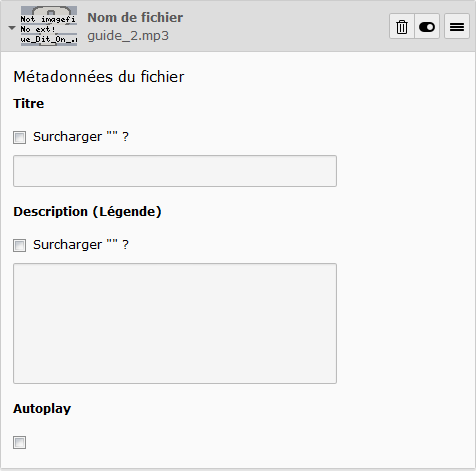 Not imagefi
Nom de fichier
No ext!
guide_2.mp3
ue_Dit_On_.
Métadonnées du fichier
Titre
Surcharger "" ?
Description (Légende)
Surcharger "" ?
Autoplay